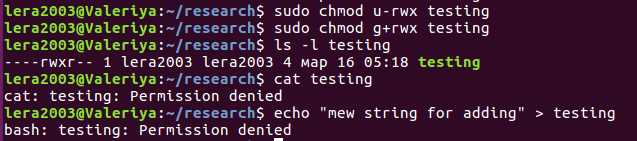 lera2003@Valeriya:~/research$ sudo chmod u-rwx testing
lera2003@Valeriya:~/research$ sudo chmod g+rwx testing
lera2003@Valeriya:~/research$ ls -l testing
----rwxr-- 1 lera2003 lera2003 4 мар 16 05:18 testing
lera2003@Valeriya:~/research$ cat testing
cat: testing: Permission denied
lera2003@Valeriya:~/research$ echo "mew string for adding" > testing
bash: testing: Permission denied